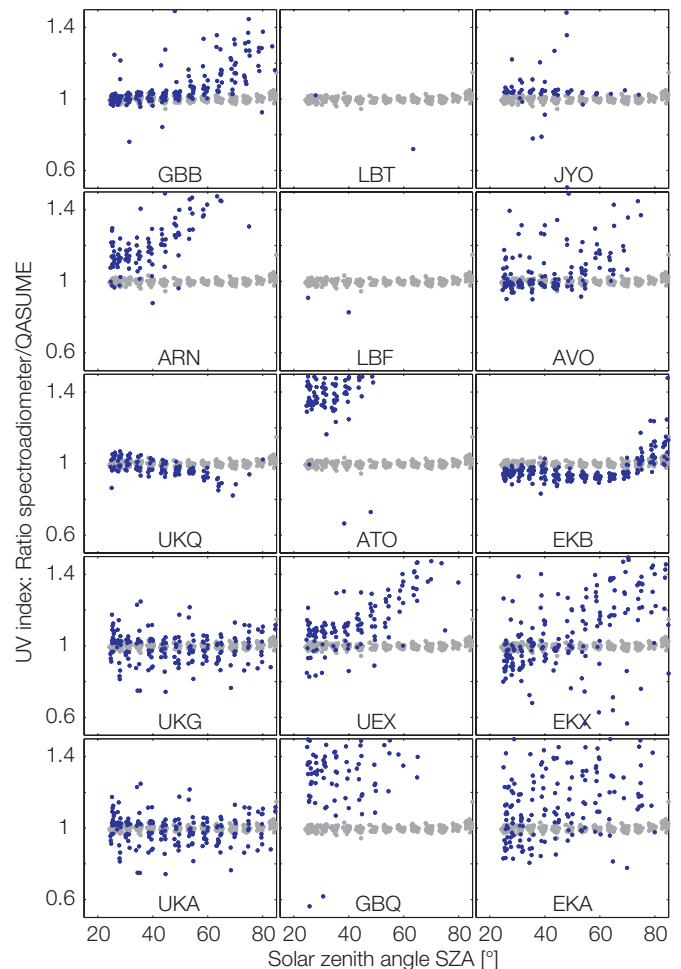 1.4
1
0.6
GBB
LBT
JYO
1.4
1
0.6
ARN
LBF
AVO
1.4
1
0.6
UKQ
ATO
EKB
1.4
1
0.6
UKG
UEX
EKX
1.4
1
0.6
UKA
GBQ
EKA
20 40 60 80 20 40 60 80 20 40 60 80
Solar zenith angle SZA [°]
UV index: Ratio spectroradiometer/QASUME